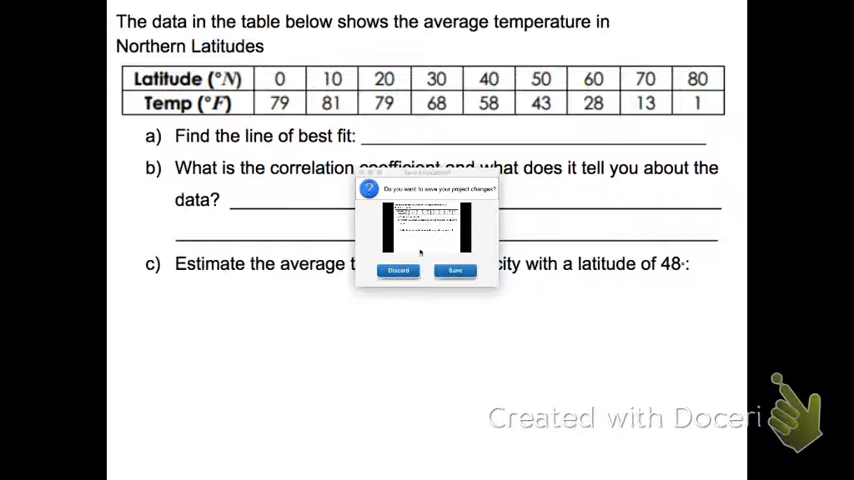 The data in the table below shows the average temperature in
Northern Latitudes
Latitude (°N) 0 10 20 30 40 50 60 70 80
Temp (°F) 79 81 79 68 58 43 28 13 1
a) Find the line of best fit:
b) What is the correlation coefficient and what does it tell you about the
data?
Do you want to save your project changes?
Discard Save
c) Estimate the average t city with a latitude of 48°:
Created with Doceri